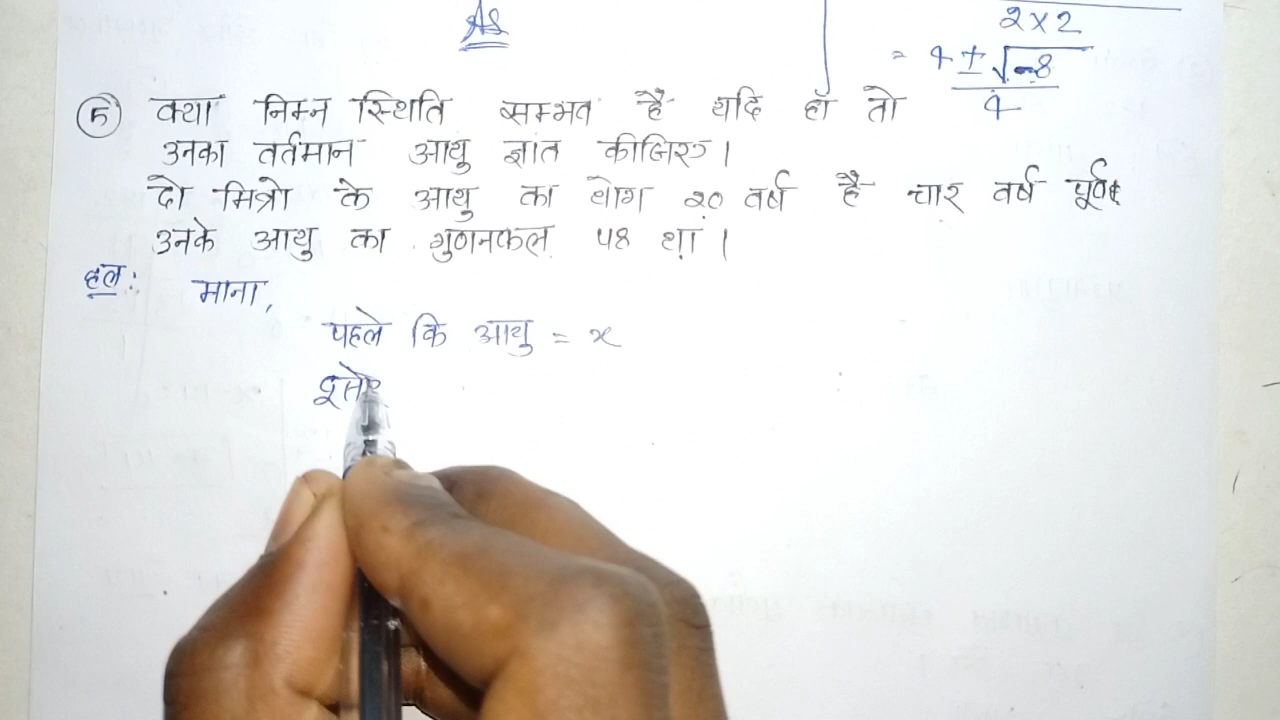 As
2 × 2
= 4 ± √-8
4
5 क्या निम्न स्थिति सम्भव है यदि हाँ तो
उनका वर्तमान आयु ज्ञात कीजिए।
दो मित्रो के आयु का योग 20 वर्ष है चार वर्ष पूर्व
उनके आयु का गुणनफल 48 था।
हल: माना,
पहले कि आयु = x